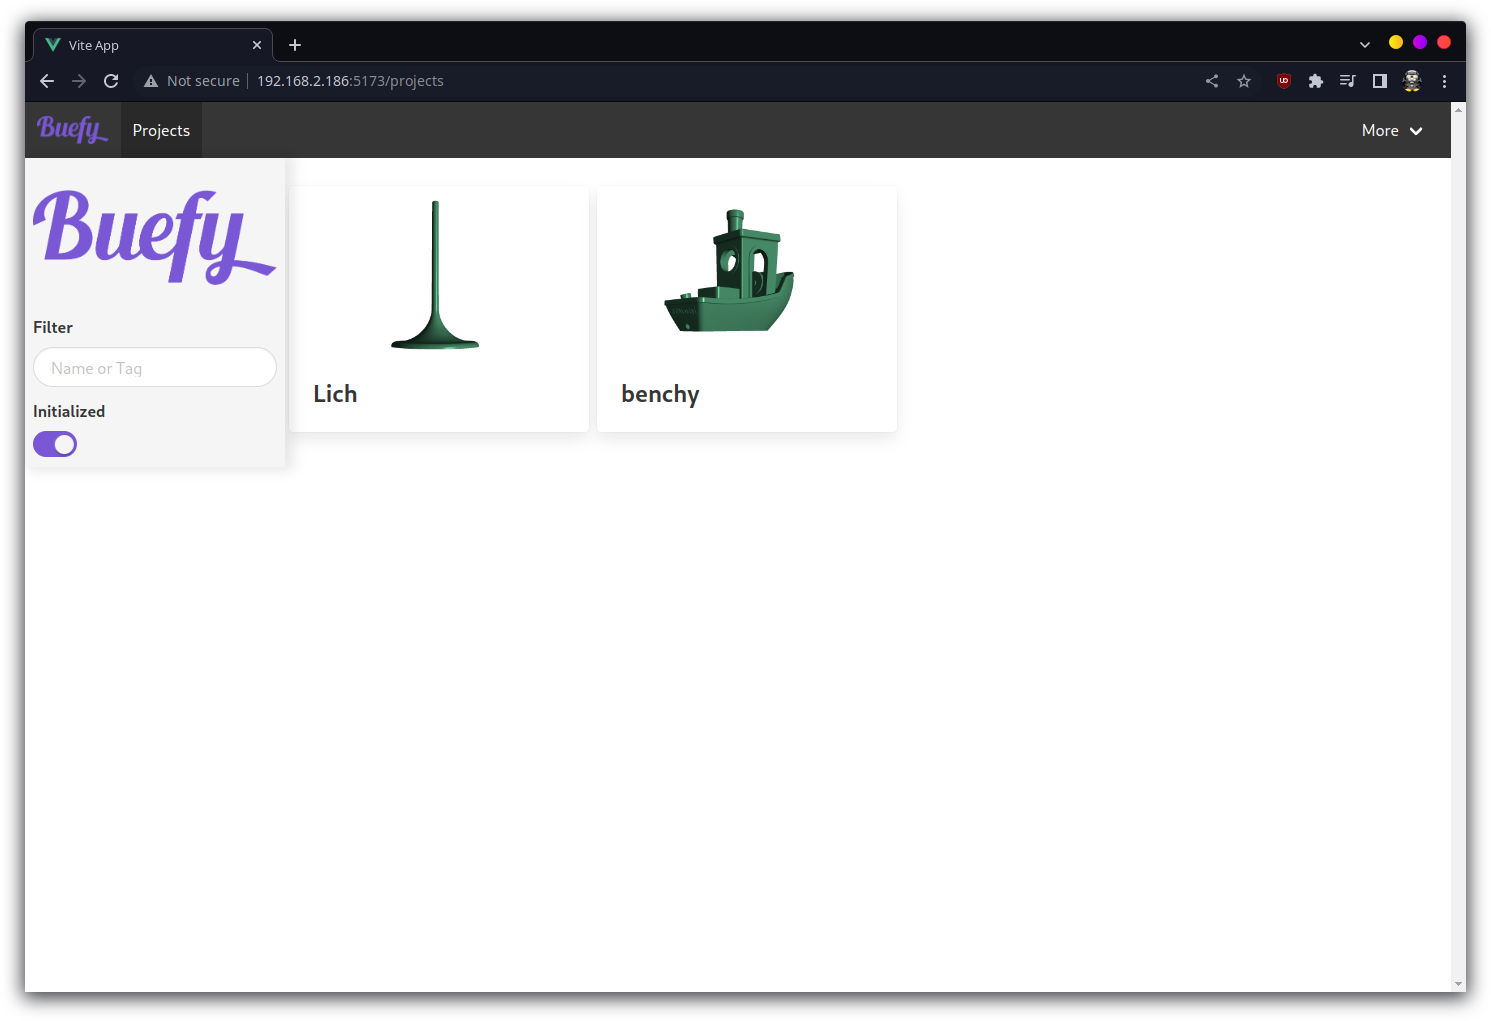 Vite App
Not secure
192.168.2.186:5173/projects
Buefy
Projects
More
Buefy
Filter
Name or Tag
Initialized
Lich
benchy